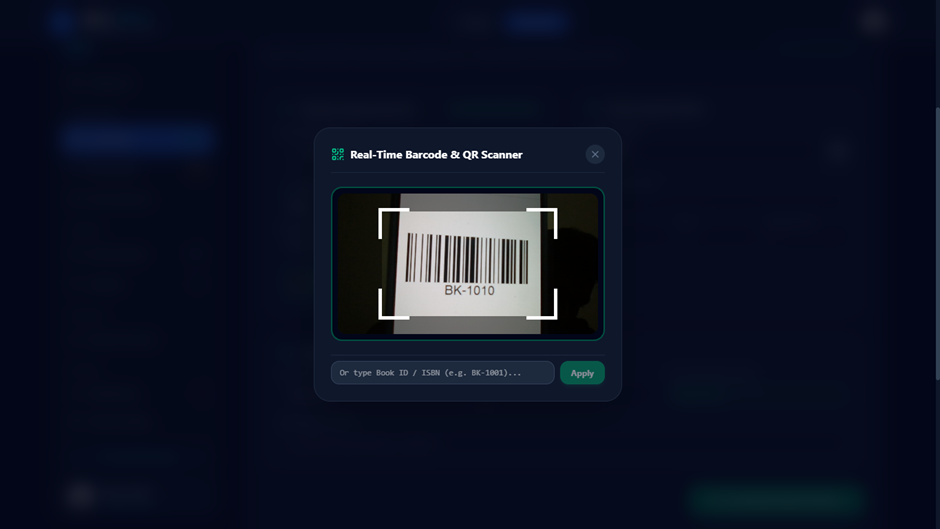 Real-Time Barcode & QR Scanner
BK-1010
Or type Book ID / ISBN (e.g. BK-1001)...
Apply